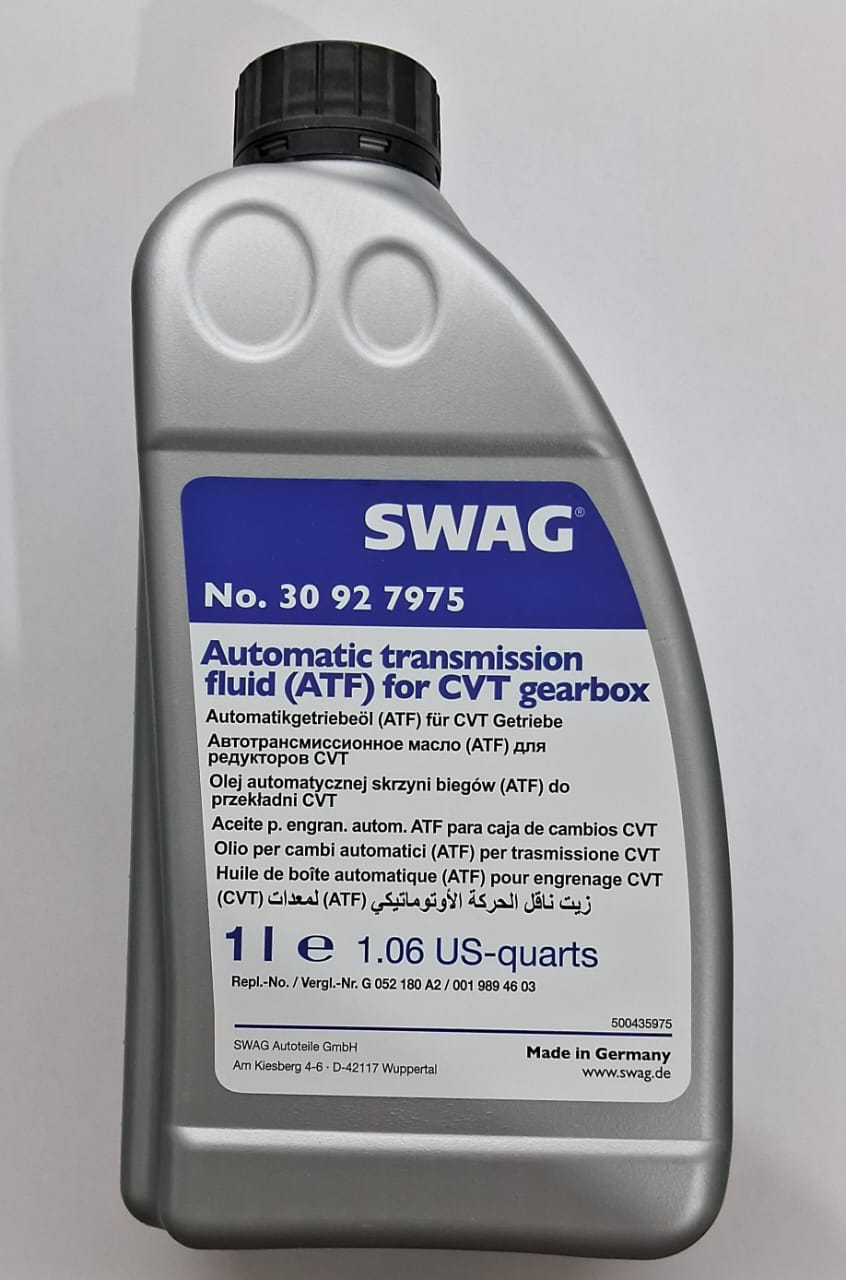 SWAG®
No. 30 92 7975
Automatic transmission
fluid (ATF) for CVT gearbox
Automatikgetriebeöl (ATF) für CVT Getriebe
Автотрансмиссионное масло (ATF) для
редукторов CVT
Olej automatycznej skrzyni biegów (ATF) do
przekładni CVT
Aceite p. engran. autom. ATF para caja de cambios CVT
Olio per cambi automatici (ATF) per trasmissione CVT
Huile de boîte automatique (ATF) pour engrenage CVT
زيت ناقل الحركة الأوتوماتيكي (ATF) لمعدات (CVT)
1 l e 1.06 US-quarts
Repl.-No. / Vergl.-Nr. G 052 180 A2 / 001 989 46 03
500435975
SWAG Autoteile GmbH
Am Kiesberg 4-6 · D-42117 Wuppertal
Made in Germany
www.swag.de